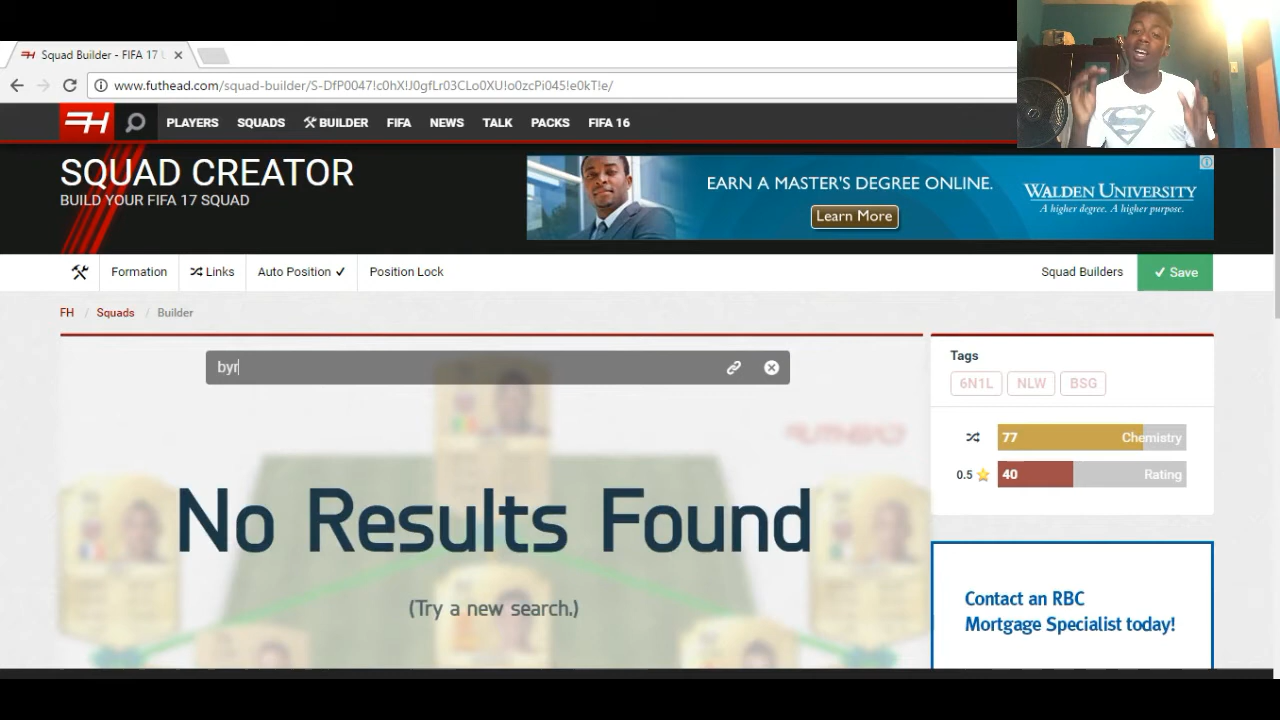 Squad Builder - FIFA 17
www.futhead.com/squad-builder/S-DfP0047!c0hX!J0gfLr03CLo0XU!o0zcPi045!e0kT!e/
FH PLAYERS SQUADS BUILDER FIFA NEWS TALK PACKS FIFA 16
SQUAD CREATOR
BUILD YOUR FIFA 17 SQUAD
EARN A MASTER'S DEGREE ONLINE.
Learn More
WALDEN UNIVERSITY
A higher degree. A higher purpose.
Formation Links Auto Position Position Lock Squad Builders Save
FH / Squads / Builder
byr
No Results Found
(Try a new search.)
FUTHEAD
Tags
6N1L NLW BSG
77 Chemistry
0.5 40 Rating
Contact an RBC
Mortgage Specialist today!